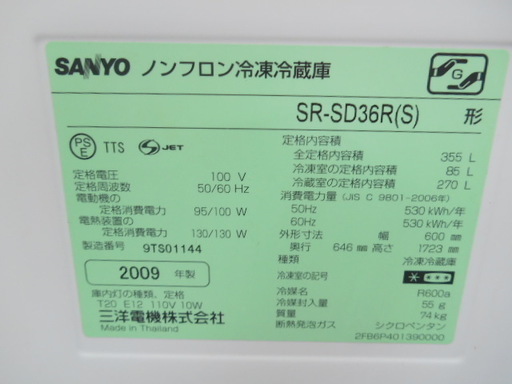 SANYO ノンフロン冷凍冷蔵庫
G
SR-SD36R(S) 形
PS E TTS S JET
定格電圧 100 V
定格周波数 50/60 Hz
電動機の
定格消費電力 95/100 W
電熱装置の
定格消費電力 130/130 W
製造番号 9TS01144
2009 年製
庫内灯の種類、定格
T20 E12 110V 10W
三洋電機株式会社
Made in Thailand
定格内容積
全定格内容積 355 L
冷凍室の定格内容積 85 L
冷蔵室の定格内容積 270 L
消費電力量 (JIS C 9801-2006年)
50Hz 530 kWh/年
60Hz 530 kWh/年
外形寸法 幅 600 mm
奥行 646 mm 高さ 1723 mm
種類 冷凍冷蔵庫
冷凍室の記号
冷媒名 R600a
冷媒封入量 55 g
質量 74 kg
断熱発泡ガス シクロペンタン
2FB6P401390000